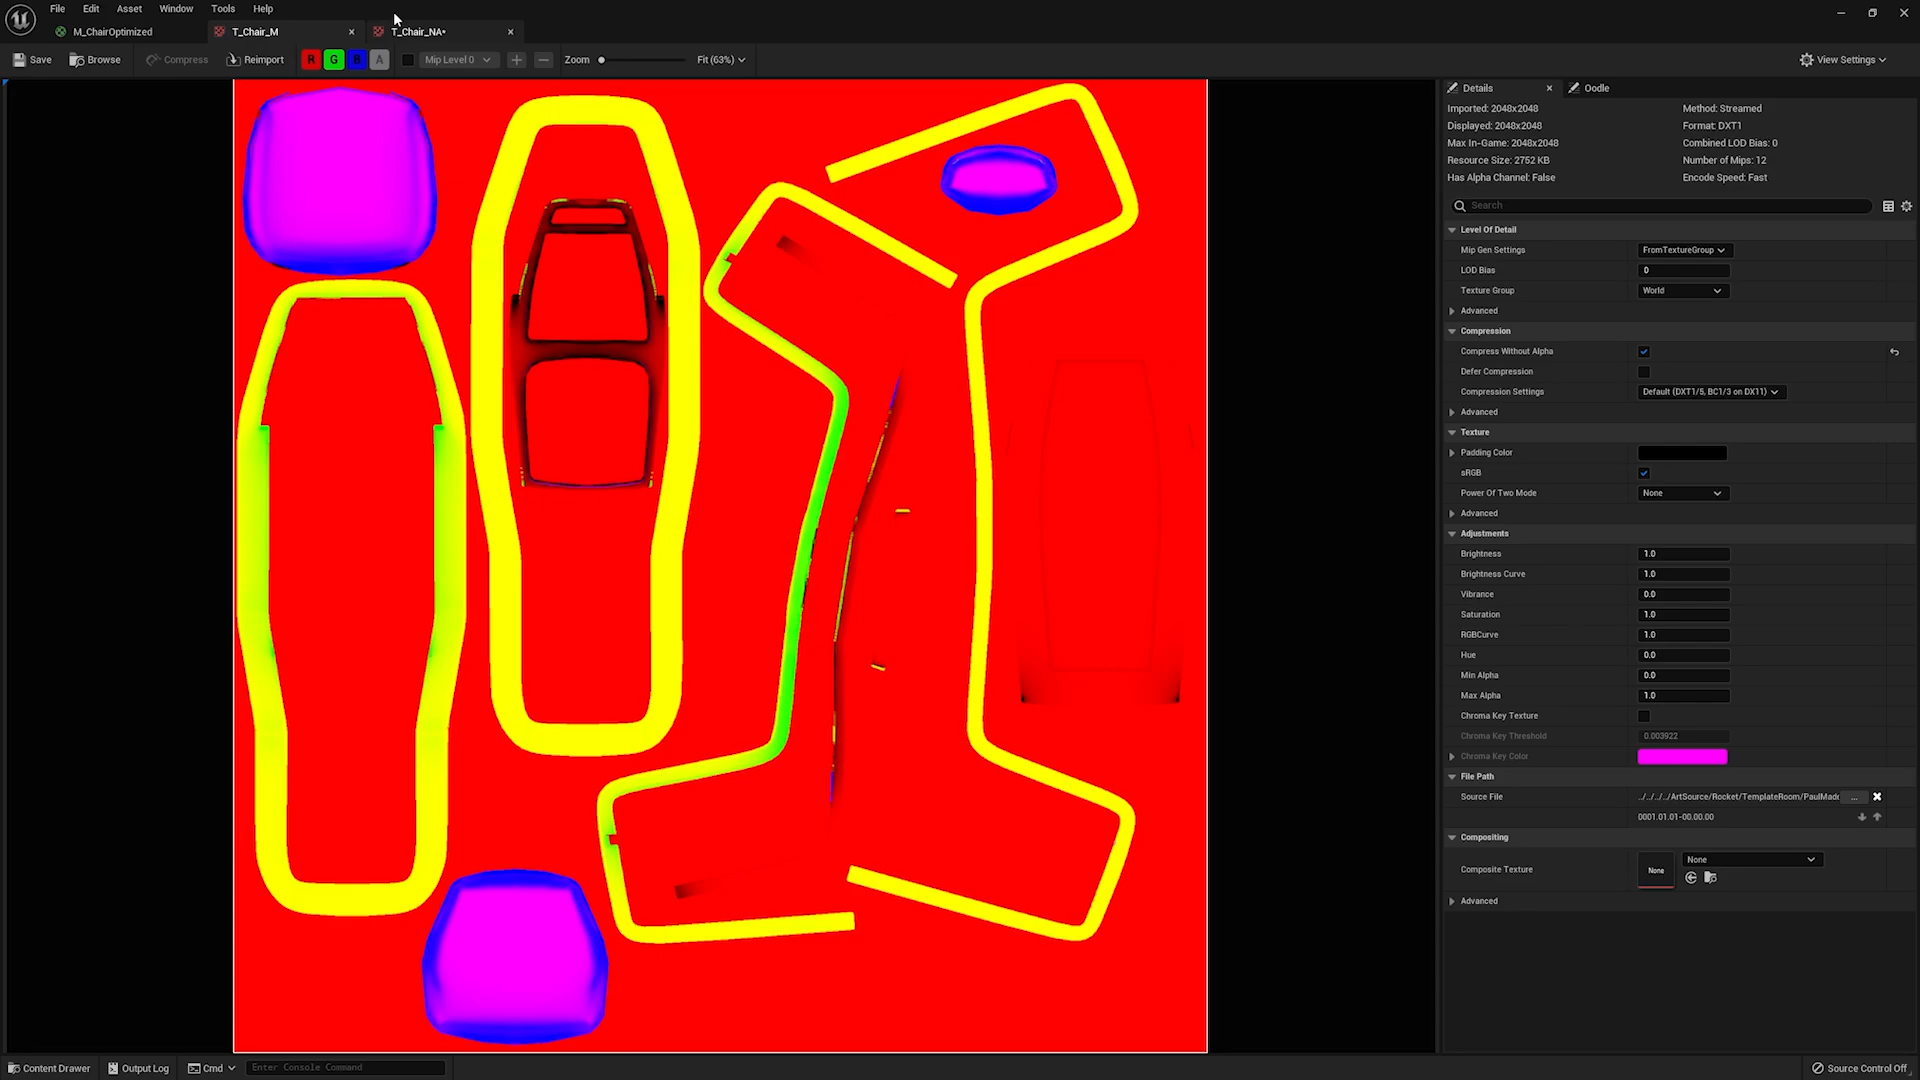 File Edit Asset Window Tools Help
M_ChairOptimized T_Chair_M T_Chair_NA•
Save Browse Compress Reimport R G B A Mip Level 0 Zoom Fit (63%) View Settings
Details Oodle
Imported: 2048x2048 Method: Streamed
Displayed: 2048x2048 Format: DXT1
Max In-Game: 2048x2048 Combined LOD Bias: 0
Resource Size: 2752 KB Number of Mips: 12
Has Alpha Channel: False Encode Speed: Fast
Search
Level Of Detail
Mip Gen Settings FromTextureGroup
LOD Bias 0
Texture Group World
Advanced
Compression
Compress Without Alpha
Defer Compression
Compression Settings Default (DXT1/5, BC1/3 on DX11)
Advanced
Texture
Padding Color
sRGB
Power Of Two Mode None
Advanced
Adjustments
Brightness 1.0
Brightness Curve 1.0
Vibrance 0.0
Saturation 1.0
RGBCurve 1.0
Hue 0.0
Min Alpha 0.0
Max Alpha 1.0
Chroma Key Texture
Chroma Key Threshold 0.003922
Chroma Key Color
File Path
Source File ../../../../ArtSource/Rocket/TemplateRoom/PaulMade ...
0001.01.01-00.00.00
Compositing
Composite Texture None None
Advanced
Content Drawer Output Log Cmd Enter Console Command Source Control Off